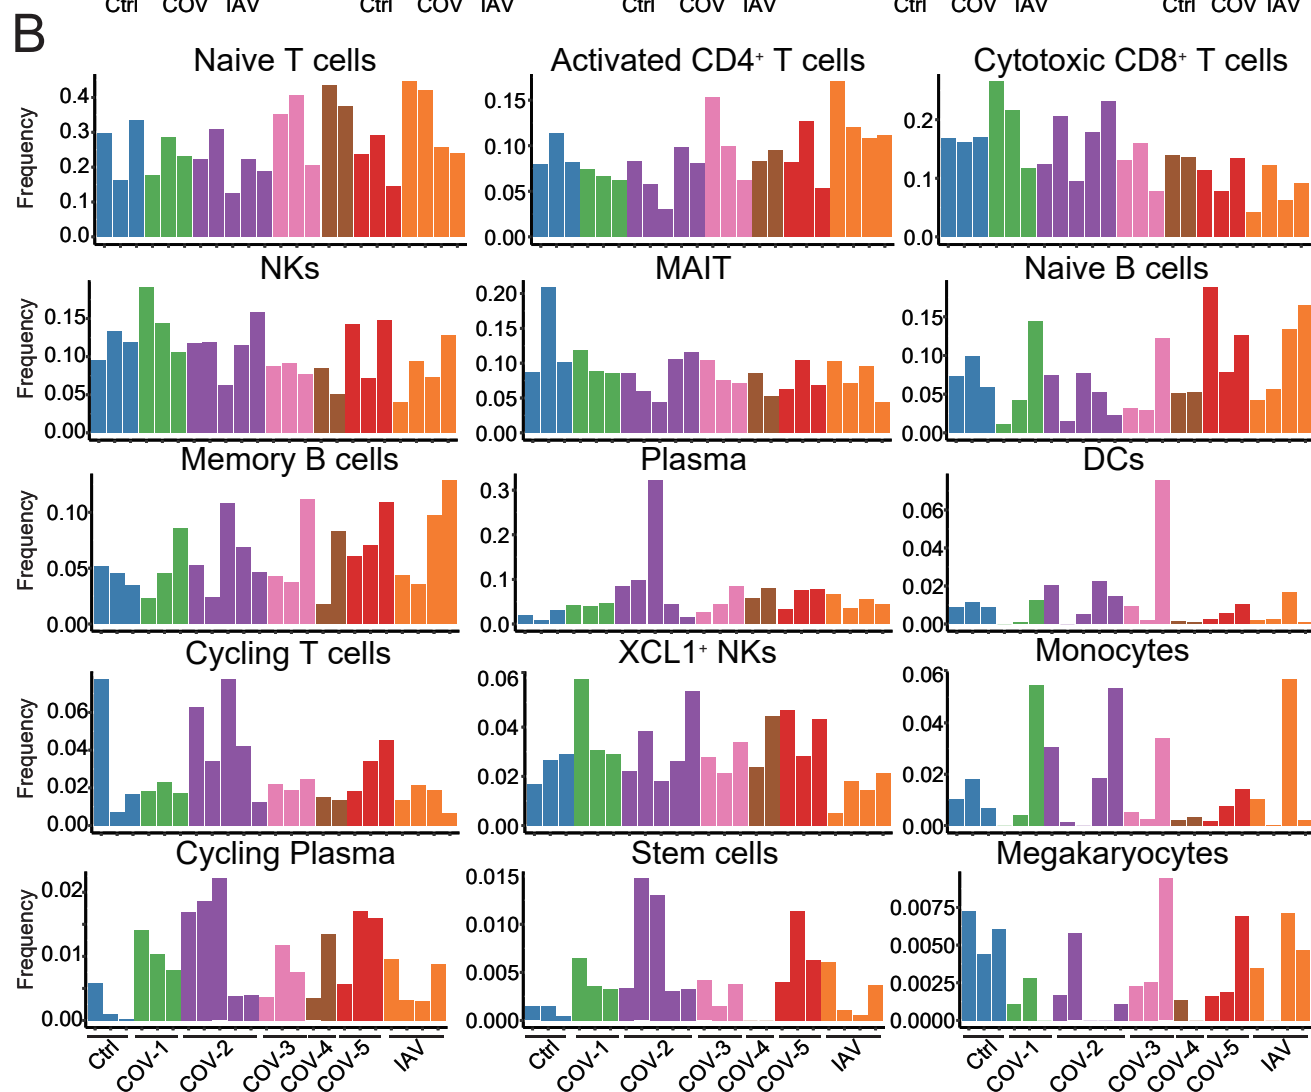 Ctrl COV IAV Ctrl COV IAV Ctrl COV IAV Ctrl COV IAV Ctrl COV IAV
B
Naive T cells Activated CD4+ T cells Cytotoxic CD8+ T cells
Frequency
0.4 0.3 0.2 0.1 0.0
0.15 0.10 0.05 0.00
0.2 0.1 0.0
NKs MAIT Naive B cells
Frequency
0.15 0.10 0.05 0.00
0.20 0.15 0.10 0.05 0.00
0.15 0.10 0.05 0.00
Memory B cells Plasma DCs
Frequency
0.10 0.05 0.00
0.3 0.2 0.1 0.0
0.06 0.04 0.02 0.00
Cycling T cells XCL1+ NKs Monocytes
Frequency
0.06 0.04 0.02 0.00
0.06 0.04 0.02 0.00
0.06 0.04 0.02 0.00
Cycling Plasma Stem cells Megakaryocytes
Frequency
0.02 0.01 0.00
0.015 0.010 0.005 0.000
0.0075 0.0050 0.0025 0.0000
Ctrl COV-1 COV-2 COV-3 COV-4 COV-5 IAV
Ctrl COV-1 COV-2 COV-3 COV-4 COV-5 IAV
Ctrl COV-1 COV-2 COV-3 COV-4 COV-5 IAV